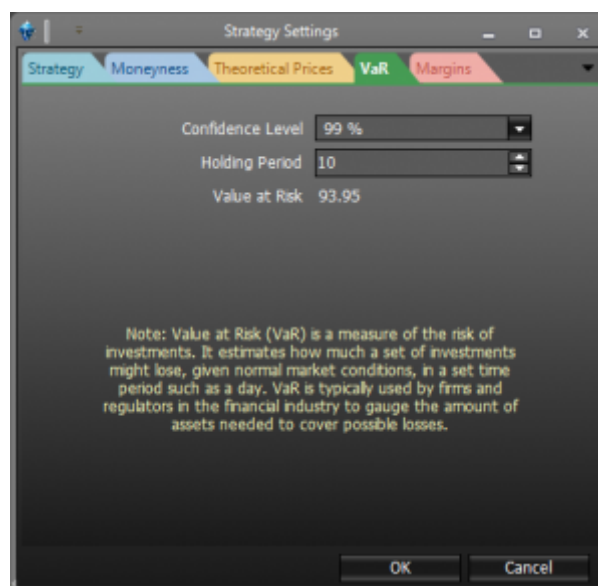 Strategy Settings
Strategy Moneyness Theoretical Prices VaR Margins
Confidence Level 99 %
Holding Period 10
Value at Risk 93.95
Note: Value at Risk (VaR) is a measure of the risk of
investments. It estimates how much a set of investments
might lose, given normal market conditions, in a set time
period such as a day. VaR is typically used by firms and
regulators in the financial industry to gauge the amount of
assets needed to cover possible losses.
OK Cancel